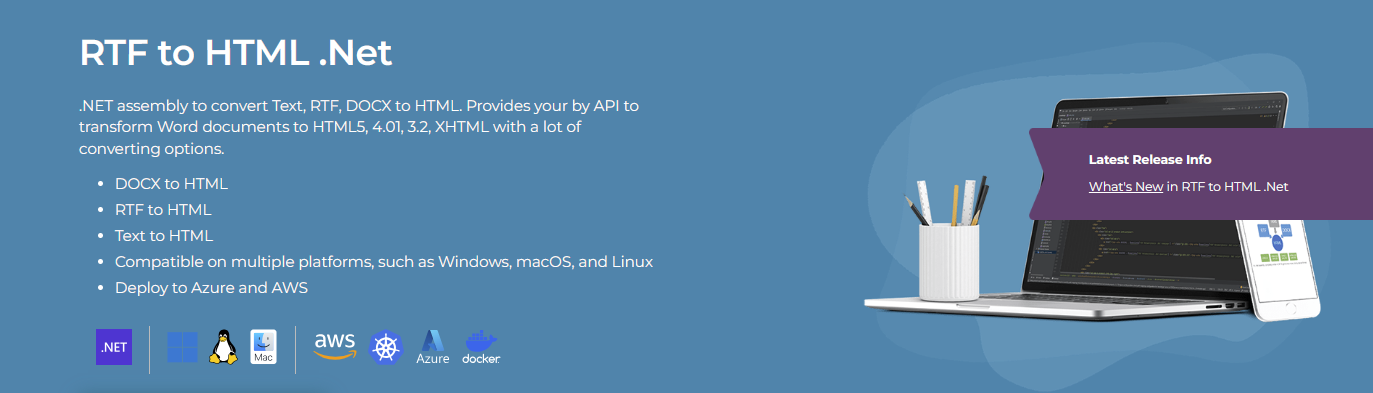 RTF to HTML .Net
.NET assembly to convert Text, RTF, DOCX to HTML. Provides your by API to
transform Word documents to HTML5, 4.01, 3.2, XHTML with a lot of
converting options.
DOCX to HTML
RTF to HTML
Text to HTML
Compatible on multiple platforms, such as Windows, macOS, and Linux
Deploy to Azure and AWS
Latest Release Info
What's New in RTF to HTML .Net
.NET
Mac
aws
Azure
docker